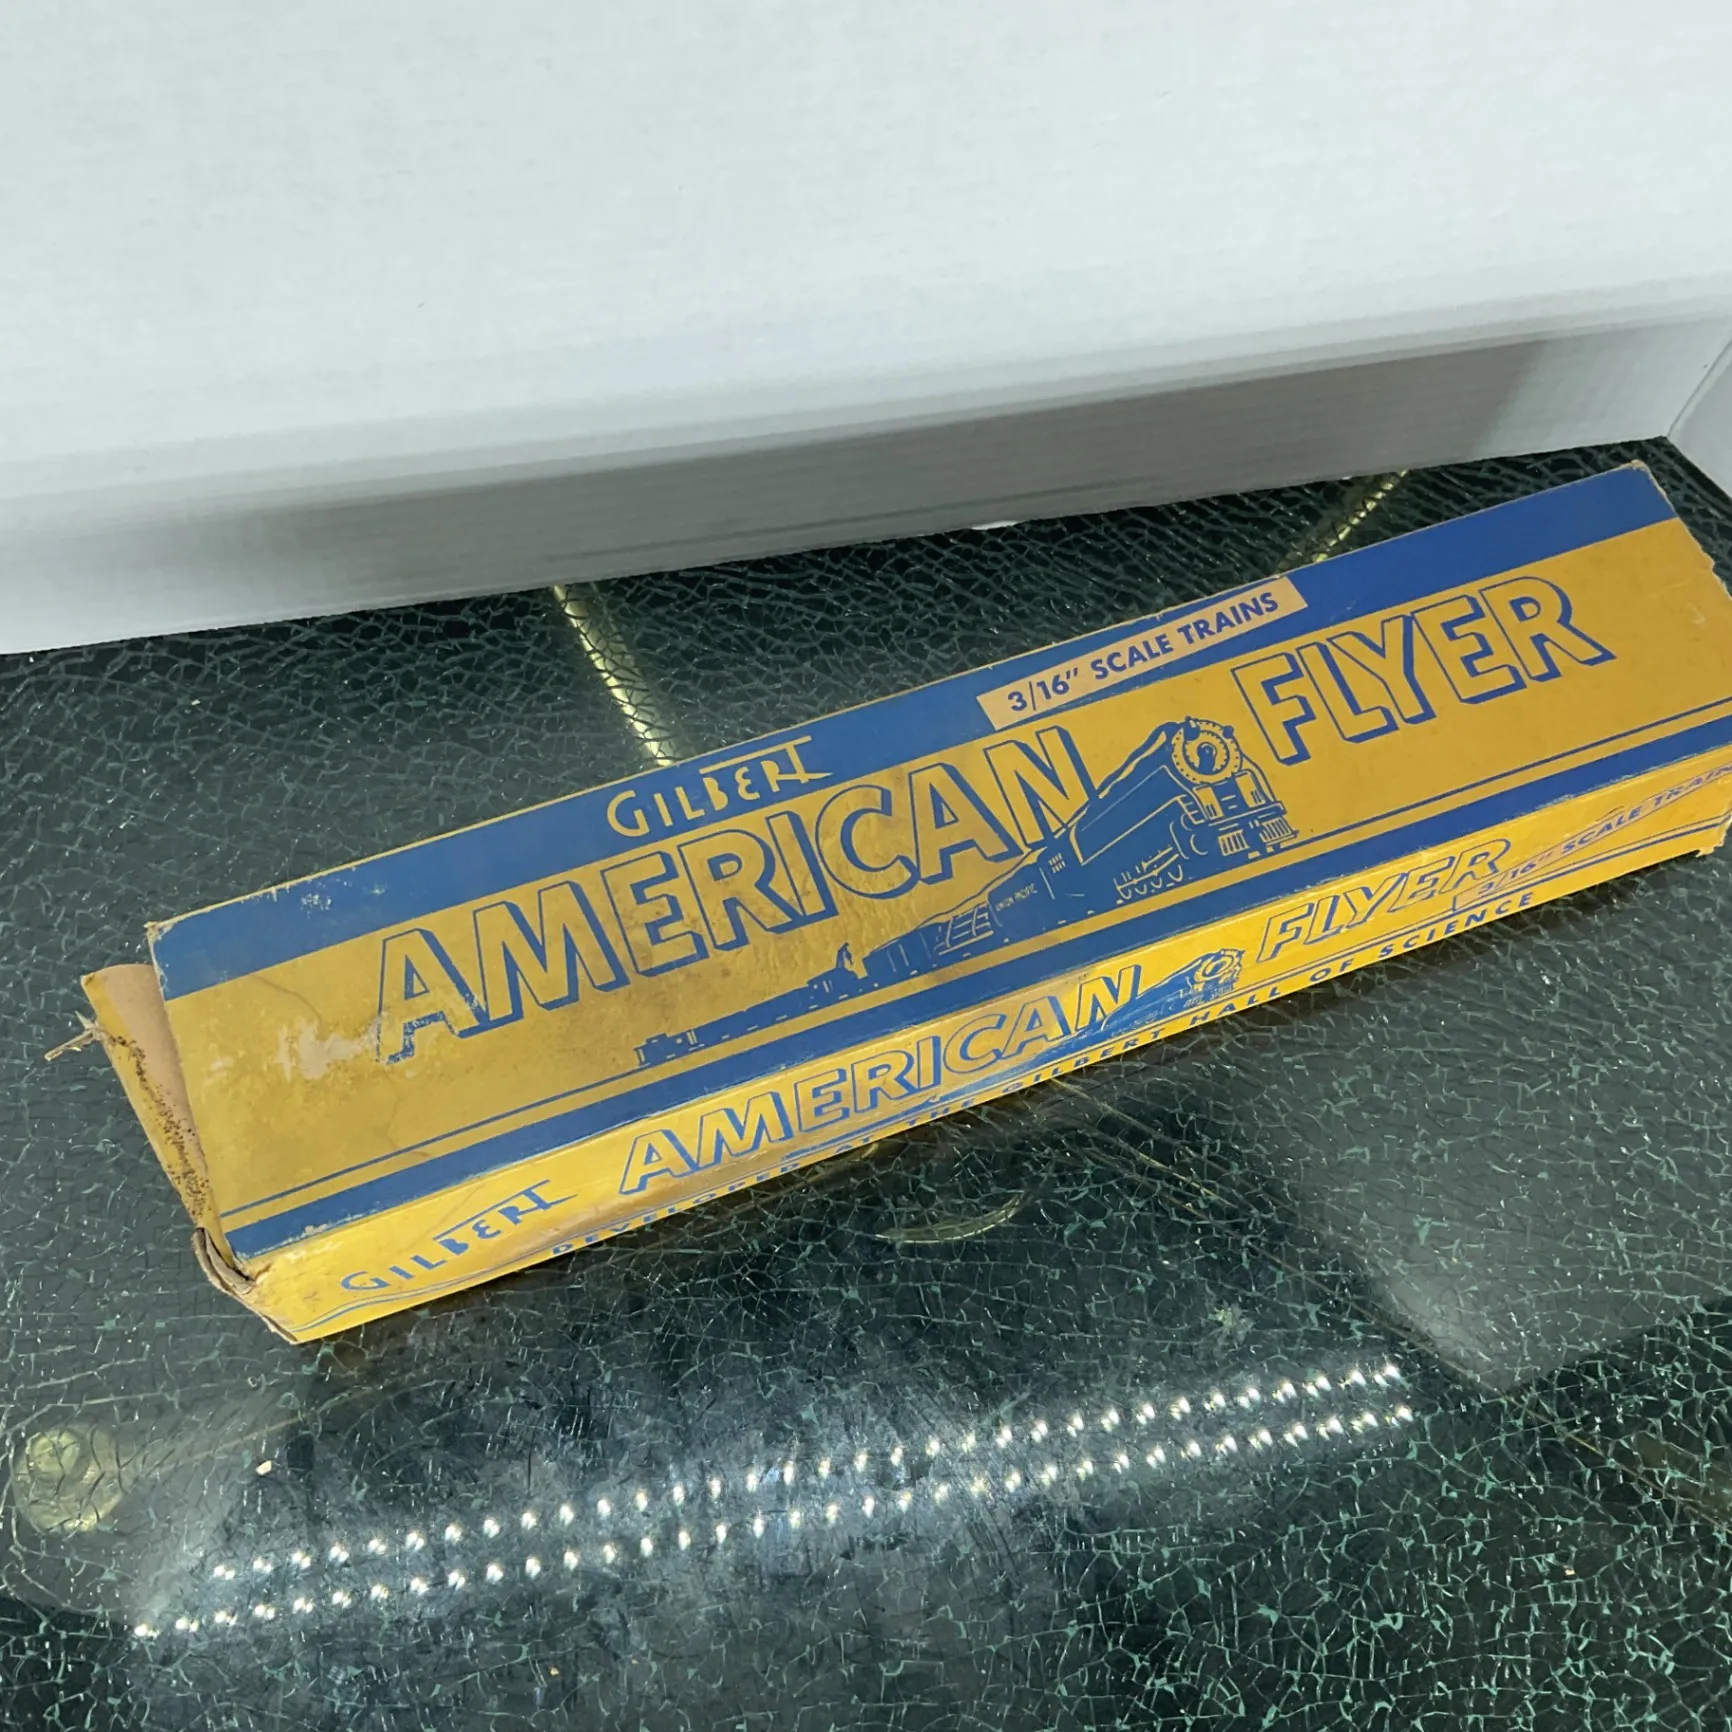 3/16" SCALE TRAINS
GILBERT
AMERICAN FLYER
UNION PACIFIC
GILBERT AMERICAN FLYER 3/16" SCALE TRAINS
DEVELOPED AT THE GILBERT HALL OF SCIENCE